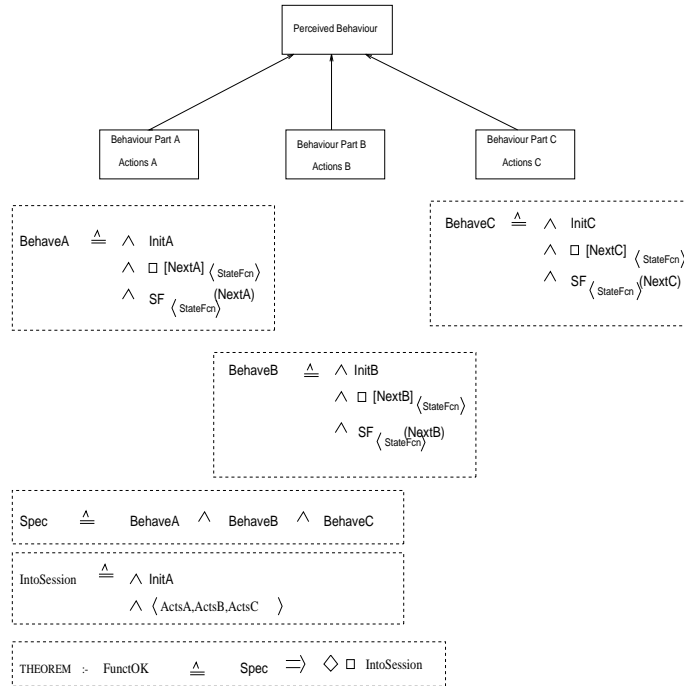 Perceived Behaviour
Behaviour Part A
Actions A
Behaviour Part B
Actions B
Behaviour Part C
Actions C
BehaveA ≙ ∧ InitA
∧ □ [NextA]⟨StateFcn⟩
∧ SF⟨StateFcn⟩(NextA)
BehaveC ≙ ∧ InitC
∧ □ [NextC]⟨StateFcn⟩
∧ SF⟨StateFcn⟩(NextC)
BehaveB ≙ ∧ InitB
∧ □ [NextB]⟨StateFcn⟩
∧ SF⟨StateFcn⟩(NextB)
Spec ≙ BehaveA ∧ BehaveB ∧ BehaveC
IntoSession ≙ ∧ InitA
∧ ⟨ActsA,ActsB,ActsC⟩
THEOREM :- FunctOK ≙ Spec ⇒ ◇ □ IntoSession